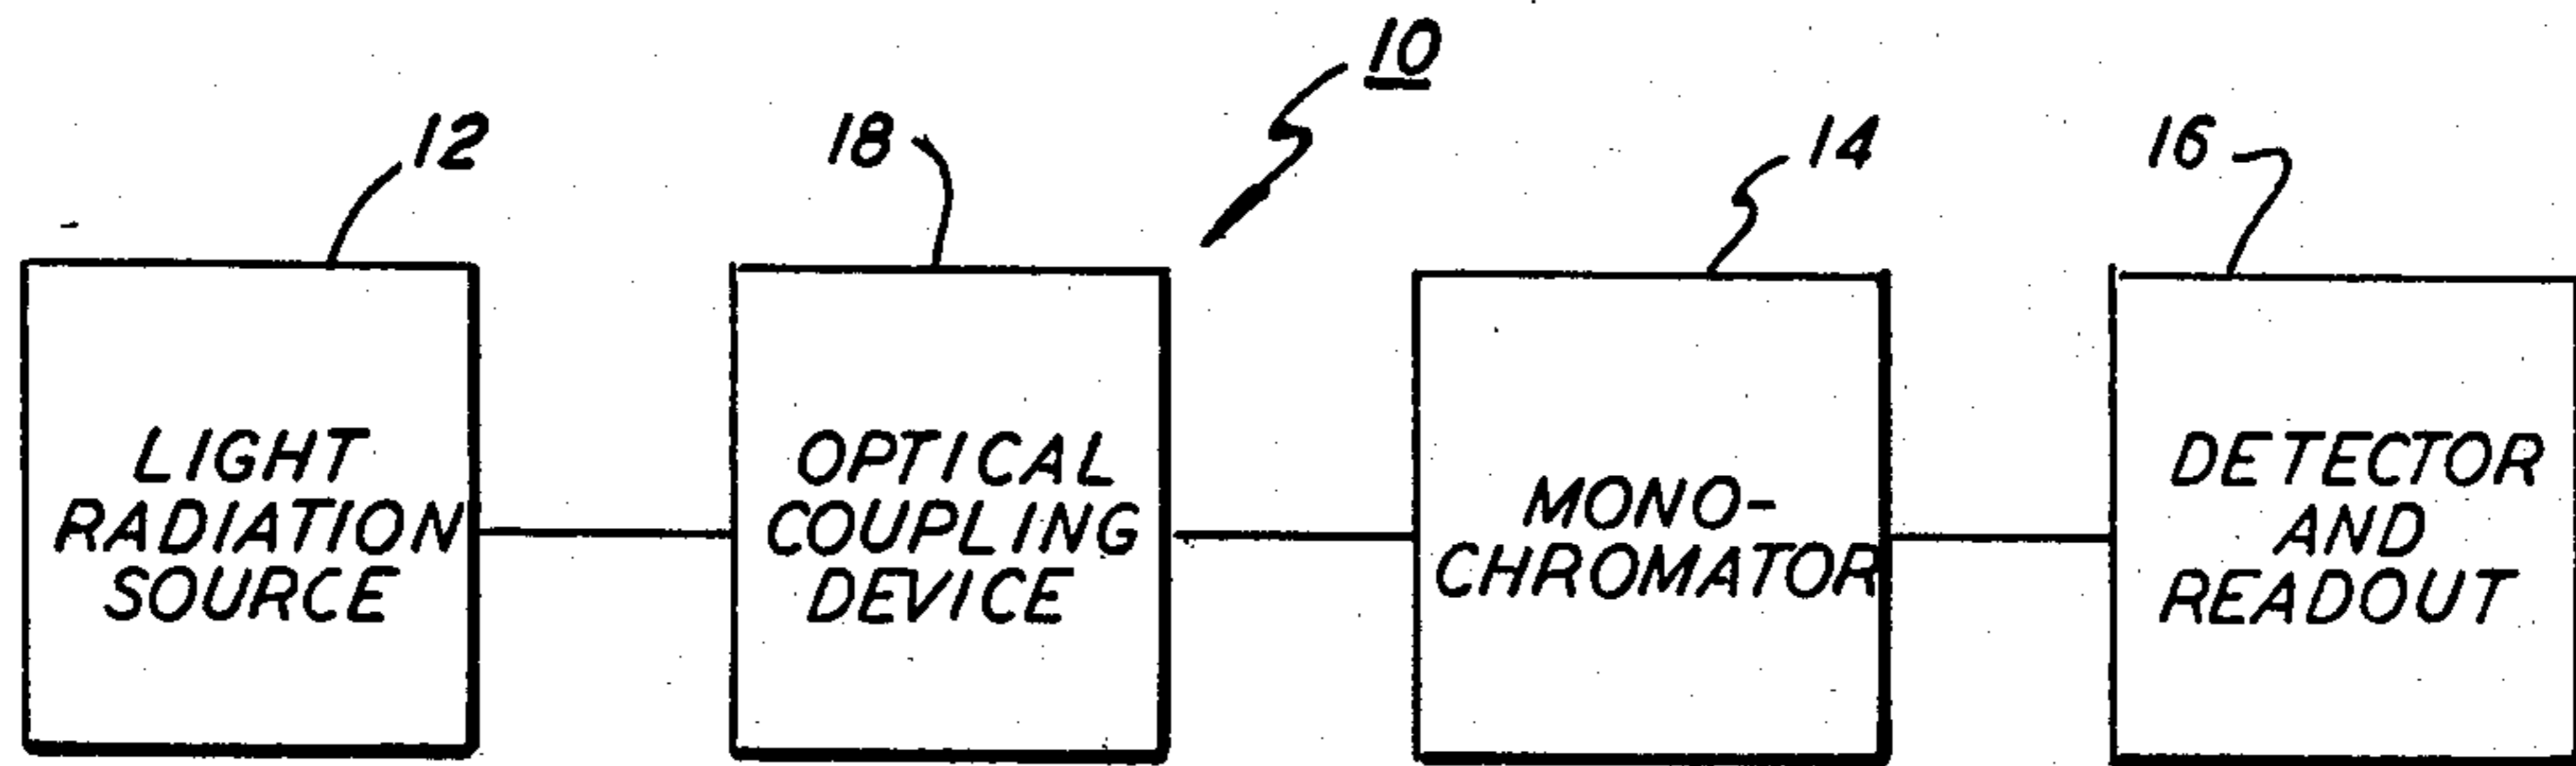 10
12
18
14
16
LIGHT
RADIATION
SOURCE
OPTICAL
COUPLING
DEVICE
MONO-
CHROMATOR
DETECTOR
AND
READOUT